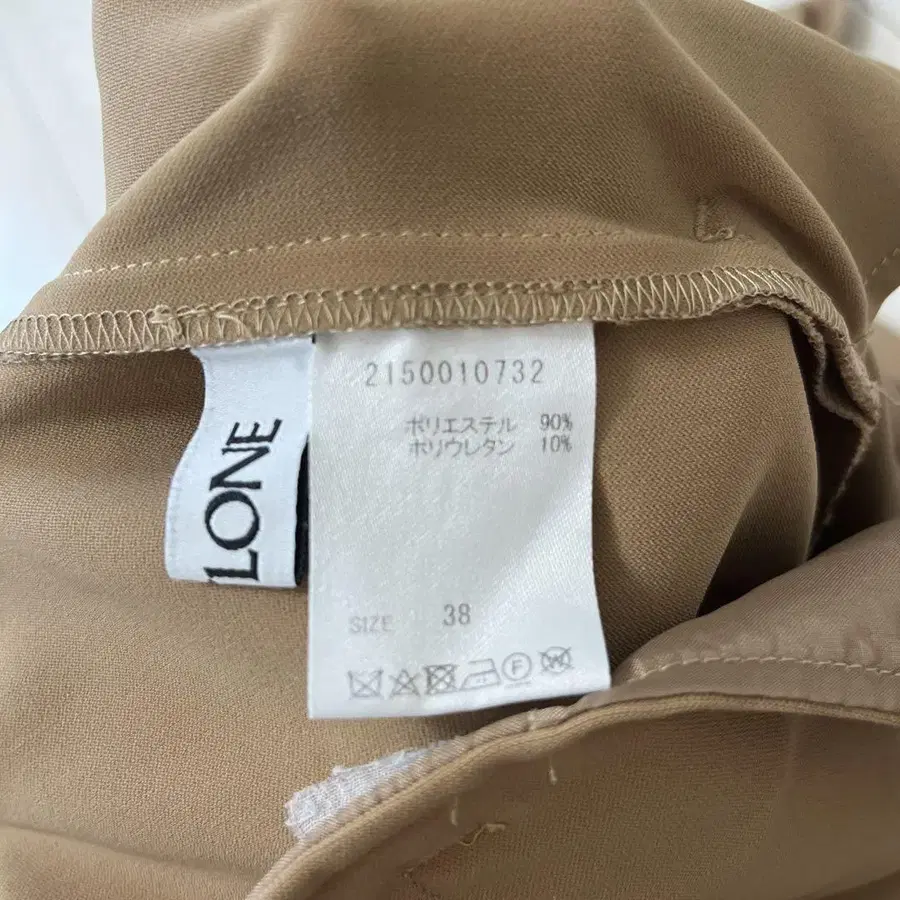 LONE
2150010732
ポリエステル 90%
ポリウレタン 10%
SIZE 38
F
W